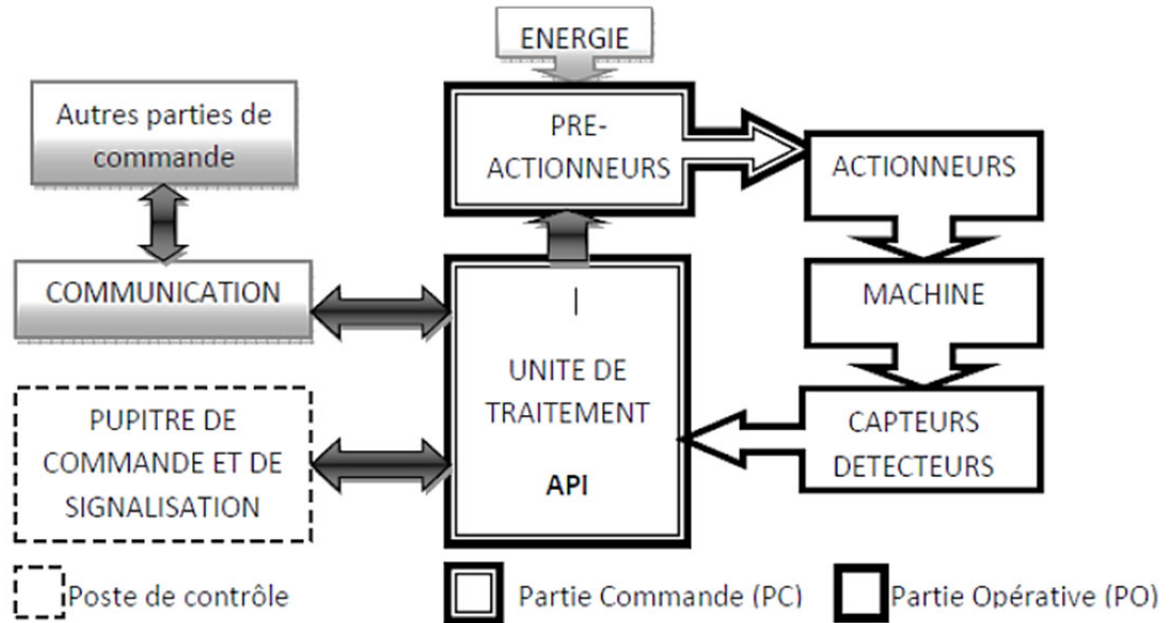 ENERGIE
Autres parties de
commande
PRE-
ACTIONNEURS
ACTIONNEURS
COMMUNICATION
MACHINE
I
UNITE DE
TRAITEMENT
API
PUPITRE DE
COMMANDE ET DE
SIGNALISATION
CAPTEURS
DETECTEURS
Poste de contrôle
Partie Commande (PC)
Partie Opérative (PO)